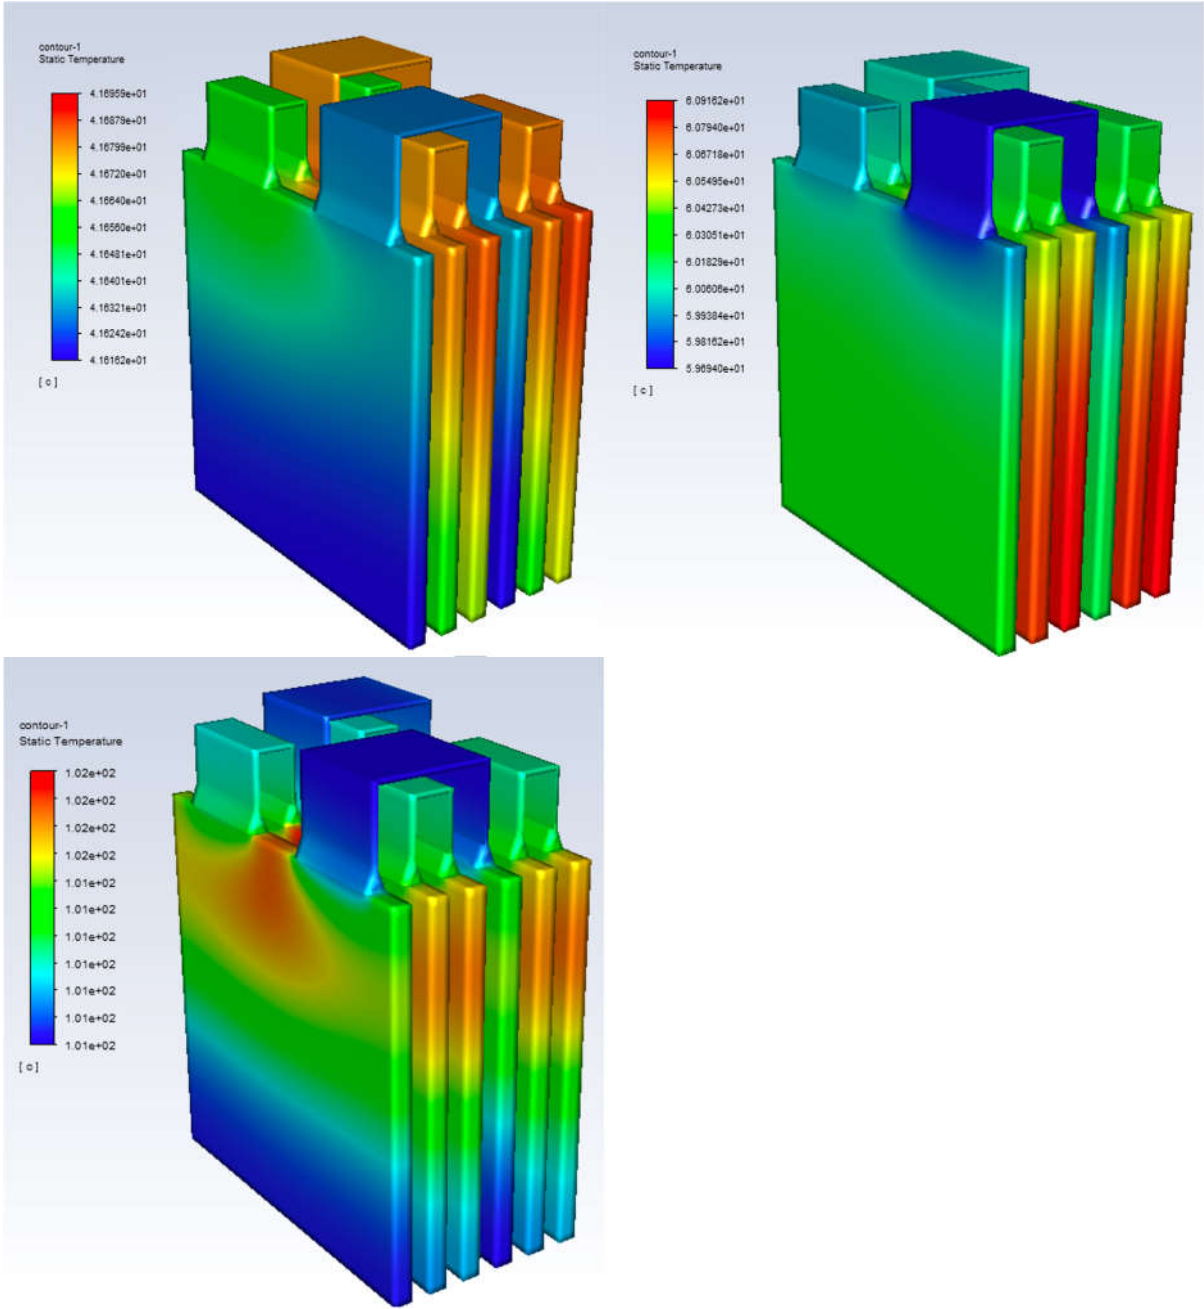 contour-1
Static Temperature
4.16959e+01
4.16879e+01
4.16799e+01
4.16720e+01
4.16640e+01
4.16560e+01
4.16481e+01
4.16401e+01
4.16321e+01
4.16242e+01
4.16162e+01
[ c ]
contour-1
Static Temperature
6.09162e+01
6.07940e+01
6.06718e+01
6.05495e+01
6.04273e+01
6.03051e+01
6.01829e+01
6.00606e+01
5.99384e+01
5.98162e+01
5.96940e+01
[ c ]
contour-1
Static Temperature
1.02e+02
1.02e+02
1.02e+02
1.02e+02
1.01e+02
1.01e+02
1.01e+02
1.01e+02
1.01e+02
1.01e+02
1.01e+02
[ c ]